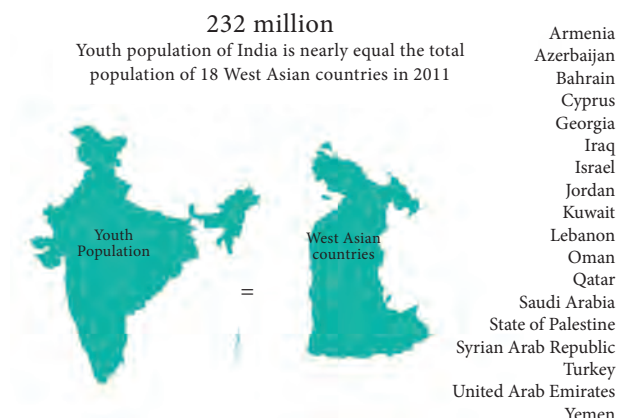 232 million
Youth population of India is nearly equal the total
population of 18 West Asian countries in 2011
Youth
Population
=
West Asian
countries
Armenia
Azerbaijan
Bahrain
Cyprus
Georgia
Iraq
Israel
Jordan
Kuwait
Lebanon
Oman
Qatar
Saudi Arabia
State of Palestine
Syrian Arab Republic
Turkey
United Arab Emirates
Yemen